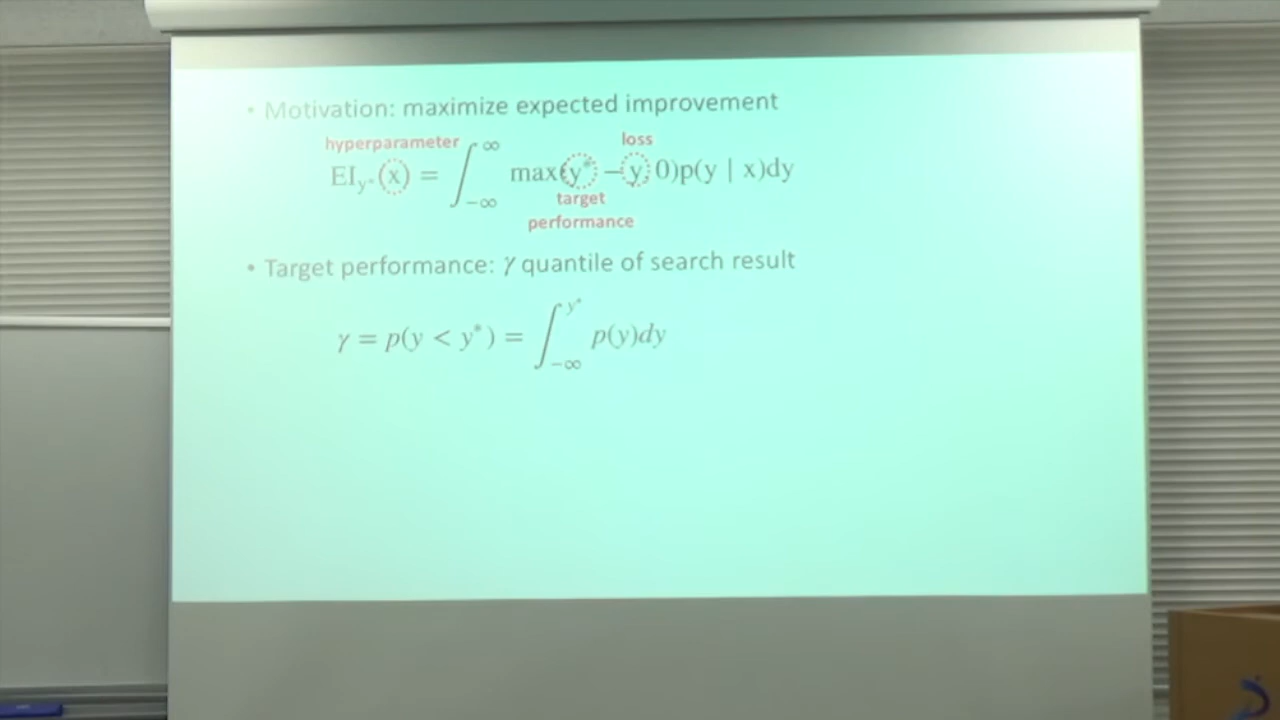 • Motivation: maximize expected improvement
hyperparameter
loss
EI_{y*}(x) = ∫_{-∞}^{∞} max(y* − y, 0)p(y | x)dy
target
performance
• Target performance: γ quantile of search result
γ = p(y < y*) = ∫_{-∞}^{y*} p(y)dy